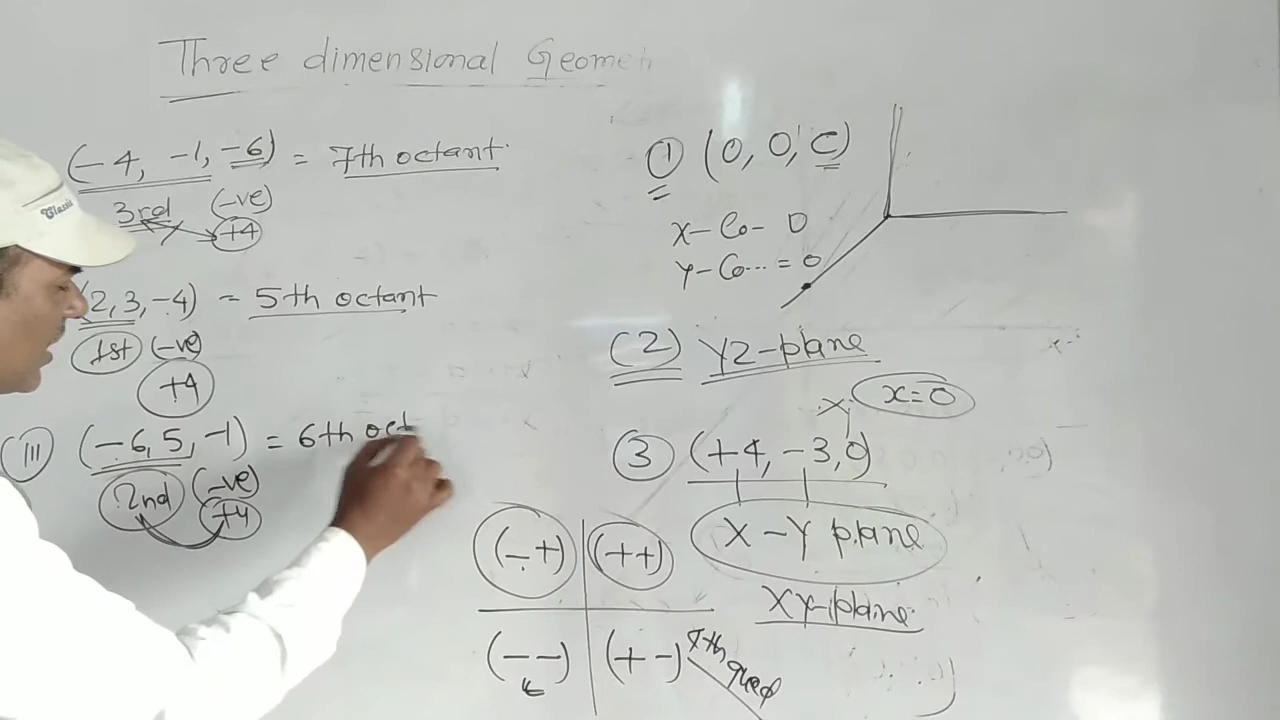 Three dimensional Geomet
(-4, -1, -6) = 7th octant.
3rd (-ve)
+4
(2, 3, -4) = 5th octant
1st (-ve)
+4
(III) (-6, 5, -1) = 6th oct
2nd (-ve)
+4
① (0, 0, C)
X-Co- 0
Y-Co... = 0
(2) YZ-plane
x=0
③ (+4, -3, 0)
X-Y plane
XY-plane.
(-+) (++)
(--) (+-)
Classic